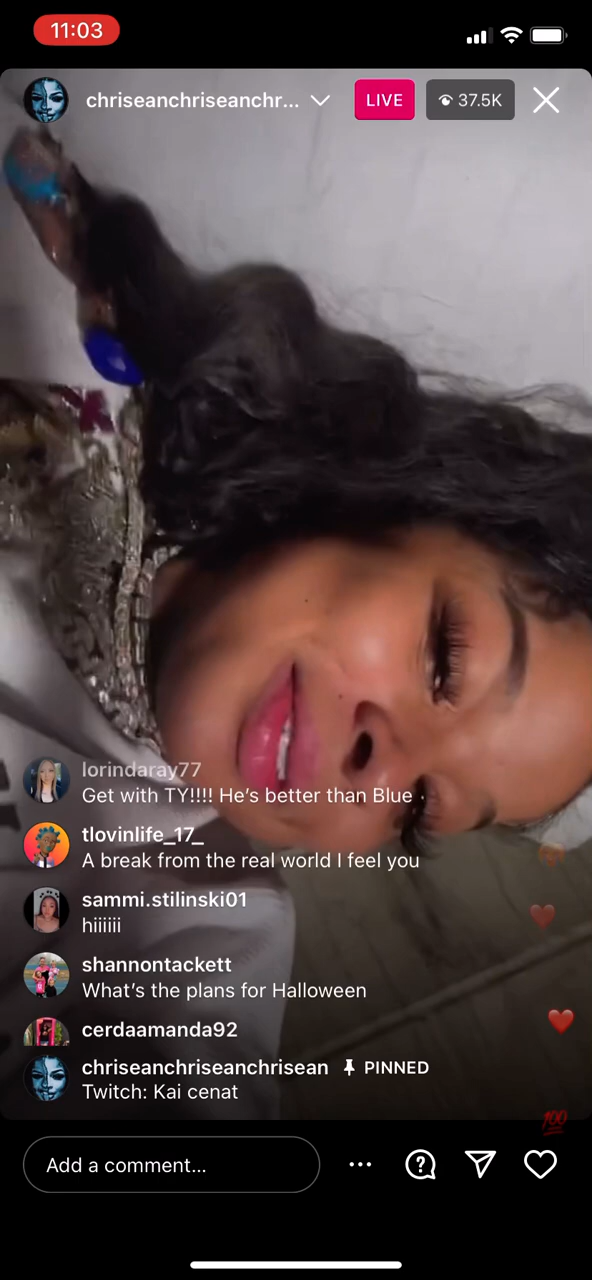 11:03
chriseanchriseanchr...
LIVE
37.5K
lorindaray77
Get with TY!!!! He's better than Blue
tlovinlife_17_
A break from the real world I feel you
sammi.stilinski01
hiiiiii
shannontackett
What's the plans for Halloween
cerdaamanda92
chriseanchriseanchrisean PINNED
Twitch: Kai cenat
100
Add a comment...